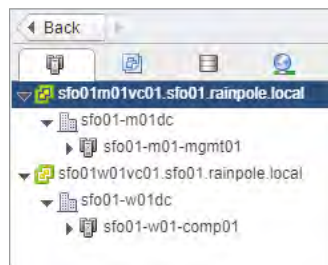 Back
sfo01m01vc01.sfo01.rainpole.local
sfo01-m01dc
sfo01-m01-mgmt01
sfo01w01vc01.sfo01.rainpole.local
sfo01-w01dc
sfo01-w01-comp01